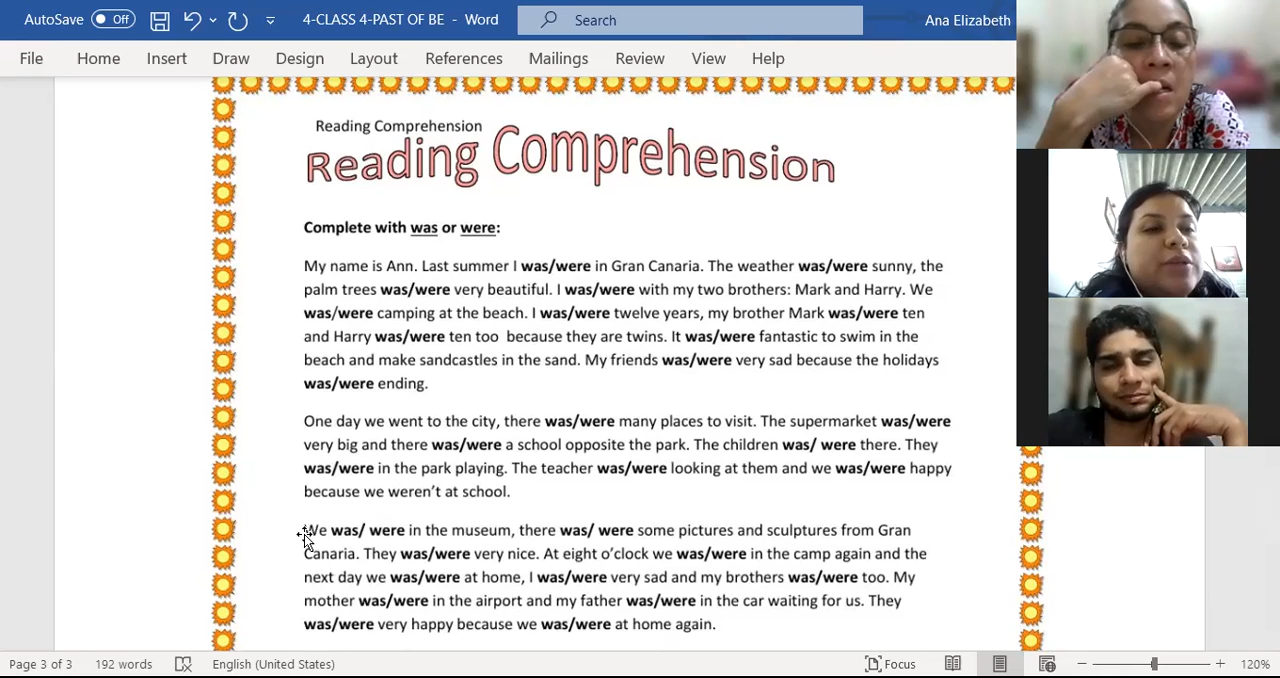 AutoSave Off 4-CLASS 4-PAST OF BE - Word Search Ana Elizabeth
File Home Insert Draw Design Layout References Mailings Review View Help
Reading Comprehension
Reading Comprehension
Complete with was or were:
My name is Ann. Last summer I was/were in Gran Canaria. The weather was/were sunny, the
palm trees was/were very beautiful. I was/were with my two brothers: Mark and Harry. We
was/were camping at the beach. I was/were twelve years, my brother Mark was/were ten
and Harry was/were ten too because they are twins. It was/were fantastic to swim in the
beach and make sandcastles in the sand. My friends was/were very sad because the holidays
was/were ending.
One day we went to the city, there was/were many places to visit. The supermarket was/were
very big and there was/were a school opposite the park. The children was/ were there. They
was/were in the park playing. The teacher was/were looking at them and we was/were happy
because we weren't at school.
We was/ were in the museum, there was/ were some pictures and sculptures from Gran
Canaria. They was/were very nice. At eight o'clock we was/were in the camp again and the
next day we was/were at home, I was/were very sad and my brothers was/were too. My
mother was/were in the airport and my father was/were in the car waiting for us. They
was/were very happy because we was/were at home again.
Page 3 of 3 192 words English (United States) Focus 120%